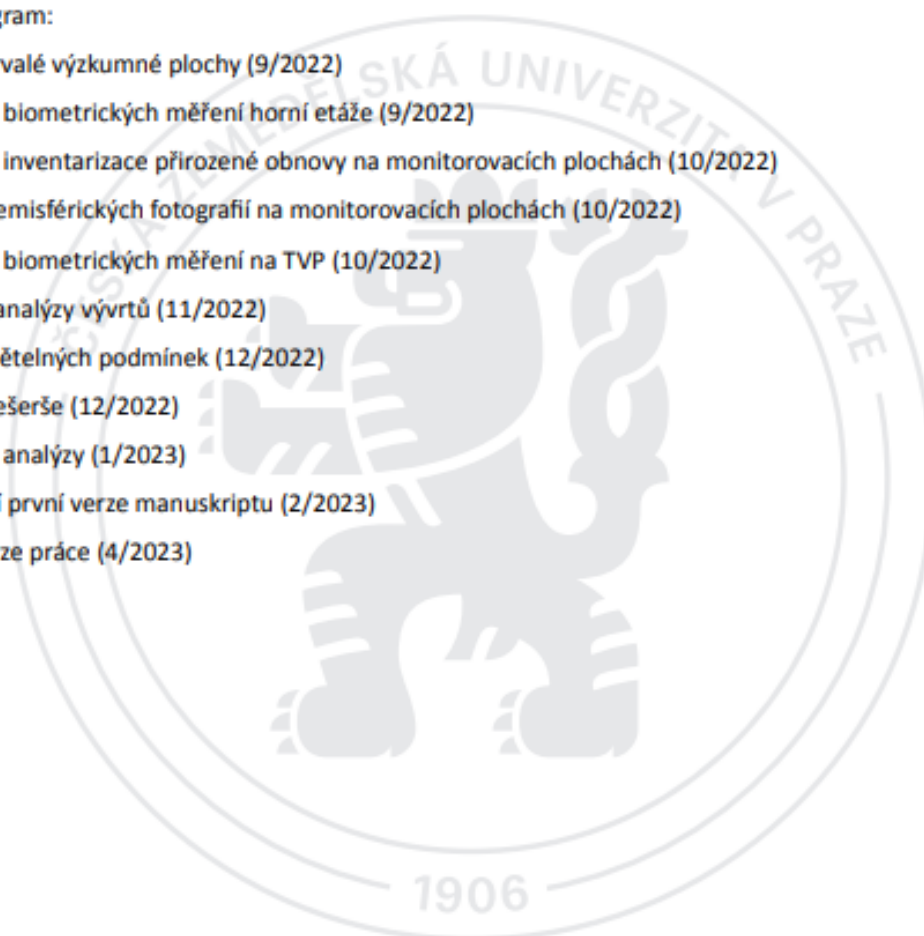 gram:
valé výzkumné plochy (9/2022)
biometrických měření horní etáže (9/2022)
inventarizace přirozené obnovy na monitorovacích plochách (10/2022)
emisférických fotografií na monitorovacích plochách (10/2022)
biometrických měření na TVP (10/2022)
analýzy vývrtů (11/2022)
ětelných podmínek (12/2022)
ešerše (12/2022)
analýzy (1/2023)
í první verze manuskriptu (2/2023)
ze práce (4/2023)
ČESKÁ ZEMĚDĚLSKÁ UNIVERZITA V PRAZE
1906